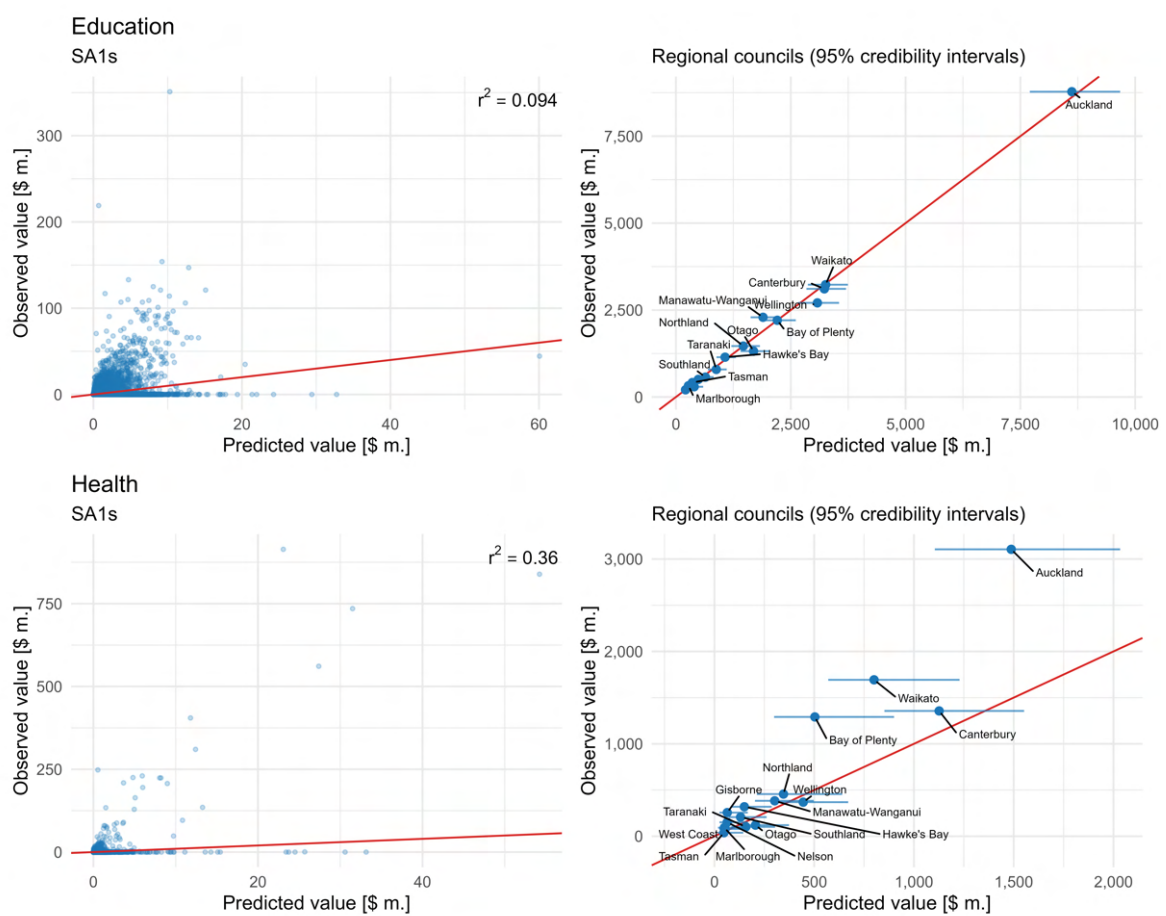 Education
SA1s
Regional councils (95% credibility intervals)
r² = 0.094
300
200
100
0
Observed value [$ m.]
0
20
40
60
Predicted value [$ m.]
Auckland
Waikato
Canterbury
Manawatu-Wanganui
Wellington
Northland
Otago
Bay of Plenty
Taranaki
Hawke's Bay
Southland
Tasman
Marlborough
7,500
5,000
2,500
0
Observed value [$ m.]
0
2,500
5,000
7,500
10,000
Predicted value [$ m.]
Health
SA1s
Regional councils (95% credibility intervals)
r² = 0.36
750
500
250
0
Observed value [$ m.]
0
20
40
Predicted value [$ m.]
Auckland
Waikato
Canterbury
Bay of Plenty
Northland
Gisborne
Wellington
Taranaki
Manawatu-Wanganui
West Coast
Otago
Southland
Hawke's Bay
Tasman
Marlborough
Nelson
3,000
2,000
1,000
0
Observed value [$ m.]
0
500
1,000
1,500
2,000
Predicted value [$ m.]